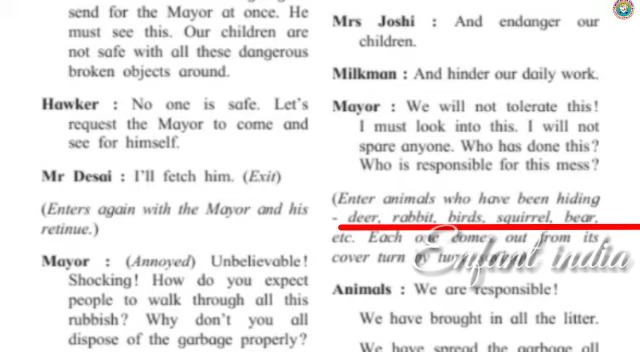 send for the Mayor at once. He
must see this. Our children are
not safe with all these dangerous
broken objects around.
Hawker : No one is safe. Let's
request the Mayor to come and
see for himself.
Mr Desai : I'll fetch him. (Exit)
(Enters again with the Mayor and his
retinue.)
Mayor : (Annoyed) Unbelievable!
Shocking! How do you expect
people to walk through all this
rubbish? Why don't you all
dispose of the garbage properly?
Mrs Joshi : And endanger our
children.
Milkman : And hinder our daily work.
Mayor : We will not tolerate this!
I must look into this. I will not
spare anyone. Who has done this?
Who is responsible for this mess?
(Enter animals who have been hiding
- deer, rabbit, birds, squirrel, bear,
etc. Each one comes out from its
cover turn by
Enfant india
Animals : We are responsible!
We have brought in all the litter.
We have spread the garbage all